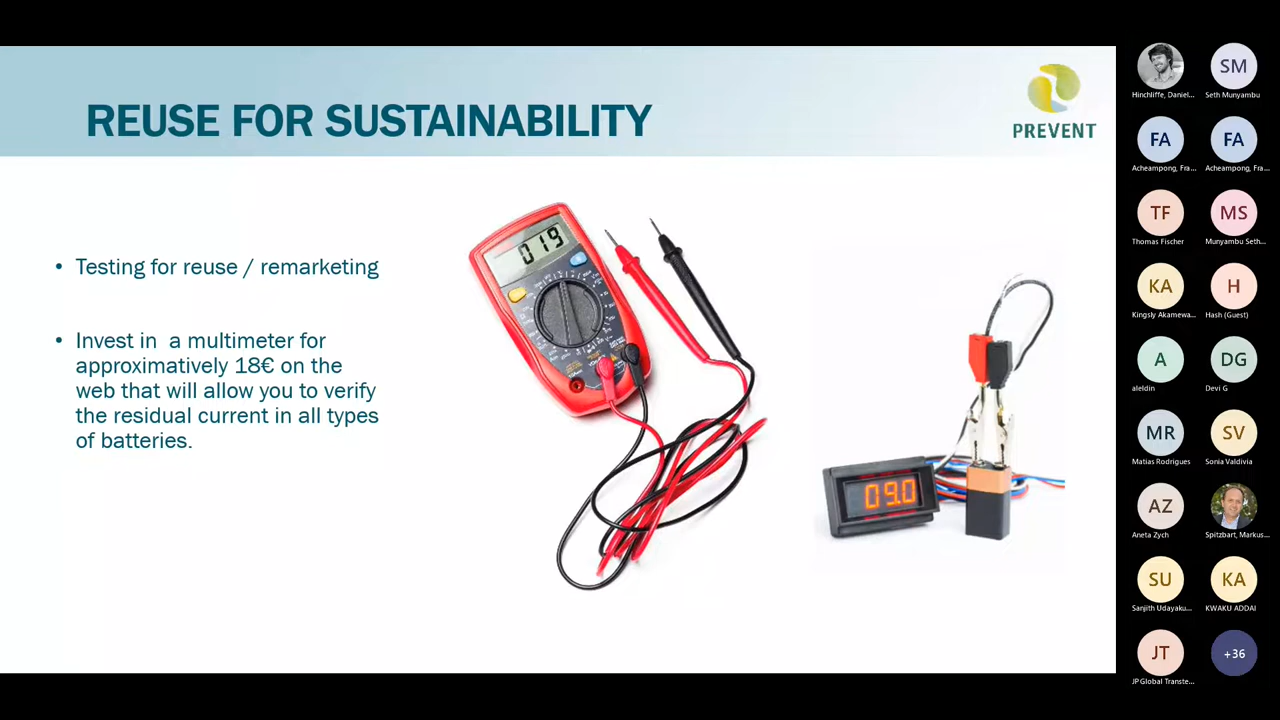 REUSE FOR SUSTAINABILITY
PREVENT
• Testing for reuse / remarketing
• Invest in a multimeter for
approximatively 18€ on the
web that will allow you to verify
the residual current in all types
of batteries.
019
09.0
Hinchliffe, Daniel...
SM
Seth Munyambu
FA
Acheampong, Fra...
FA
Acheampong, Fra...
TF
Thomas Fischer
MS
Munyambu Seth...
KA
Kingsly Akamewa...
H
Hash (Guest)
A
aleldin
DG
Devi G
MR
Matias Rodrigues
SV
Sonia Valdivia
AZ
Aneta Zych
Spitzbart, Markus...
SU
Sanjith Udayaku...
KA
KWAKU ADDAI
JT
JP Global Transte...
+36